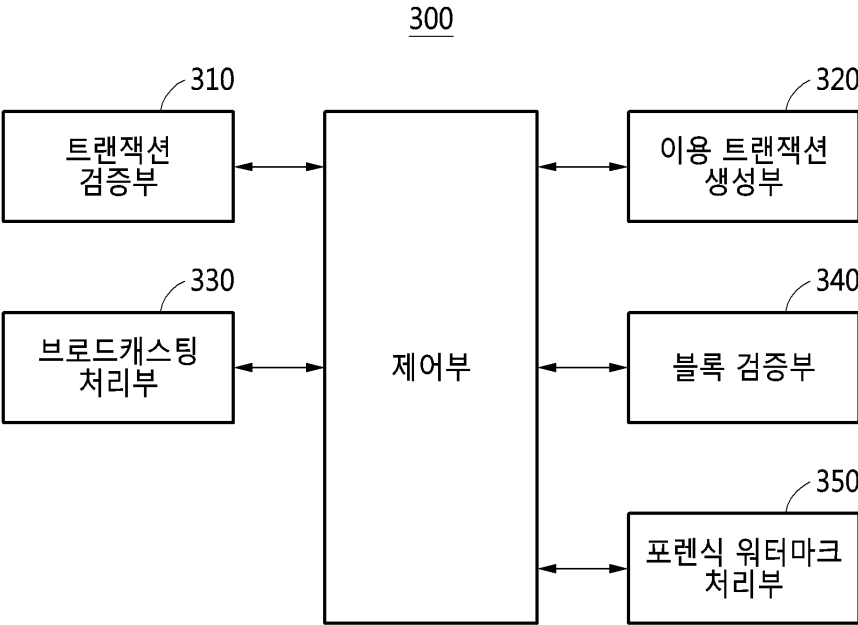 300
310
트랜잭션
검증부
320
이용 트랜잭션
생성부
330
브로드캐스팅
처리부
제어부
340
블록 검증부
350
포렌식 워터마크
처리부